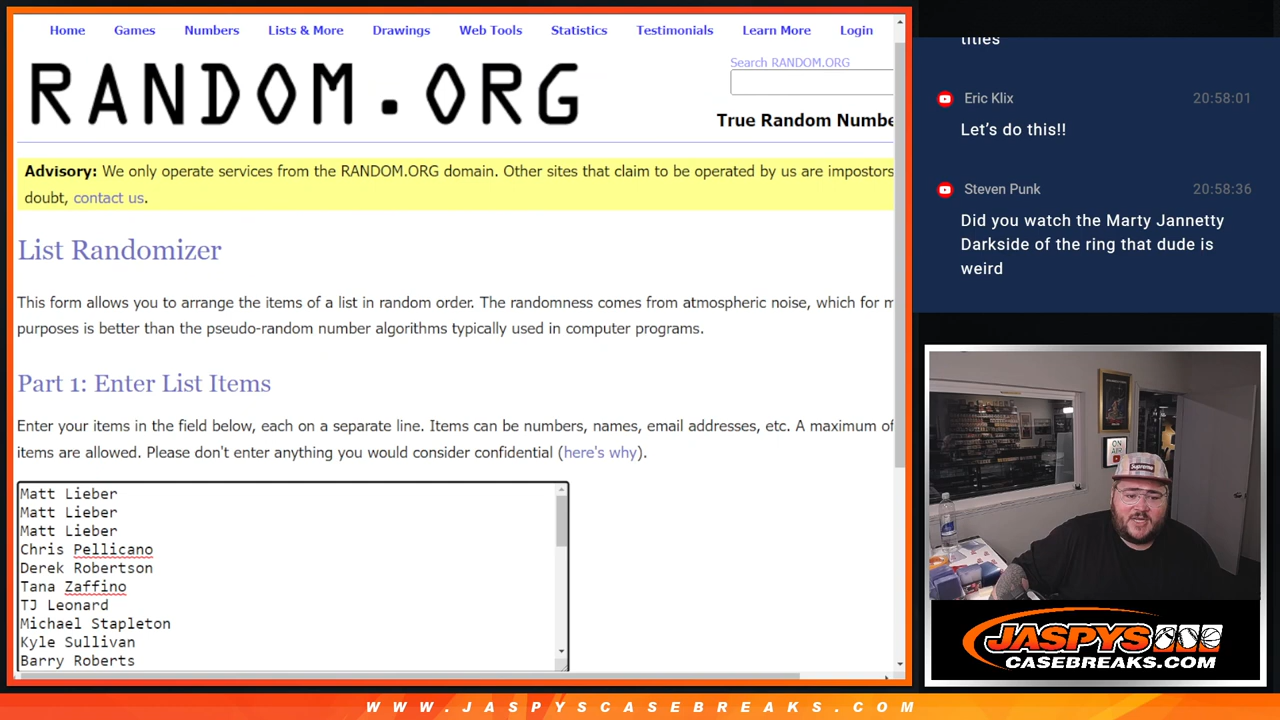 Home Games Numbers Lists & More Drawings Web Tools Statistics Testimonials Learn More Login
RANDOM.ORG
Search RANDOM.ORG
True Random Numbe
Advisory: We only operate services from the RANDOM.ORG domain. Other sites that claim to be operated by us are impostors
doubt, contact us.
List Randomizer
This form allows you to arrange the items of a list in random order. The randomness comes from atmospheric noise, which for m
purposes is better than the pseudo-random number algorithms typically used in computer programs.
Part 1: Enter List Items
Enter your items in the field below, each on a separate line. Items can be numbers, names, email addresses, etc. A maximum of
items are allowed. Please don't enter anything you would consider confidential (here's why).
Matt Lieber
Matt Lieber
Matt Lieber
Chris Pellicano
Derek Robertson
Tana Zaffino
TJ Leonard
Michael Stapleton
Kyle Sullivan
Barry Roberts
titles
Eric Klix 20:58:01
Let's do this!!
Steven Punk 20:58:36
Did you watch the Marty Jannetty
Darkside of the ring that dude is
weird
ON
AIR
Supreme
JASPYS
CASEBREAKS.COM
WWW.JASPYSCASEBREAKS.COM